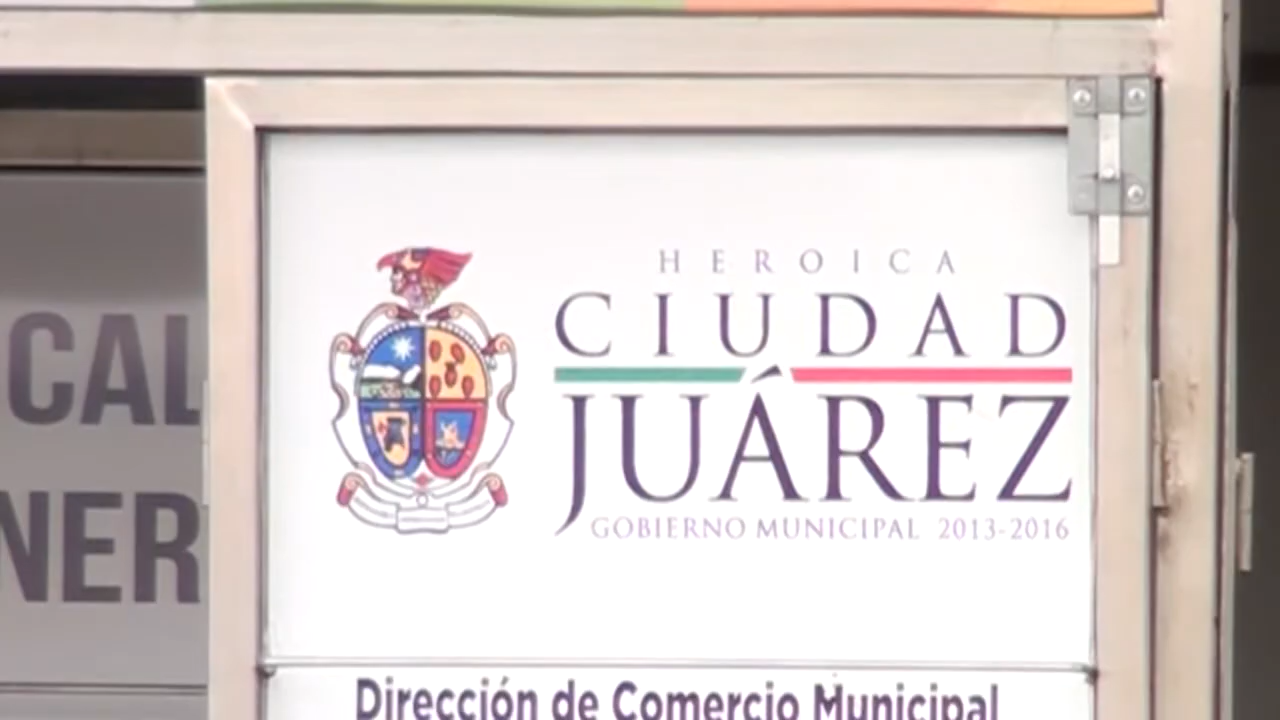 HEROICA
CIUDAD
JUÁREZ
GOBIERNO MUNICIPAL 2013-2016
Dirección de Comercio Municipal
CAL
NER